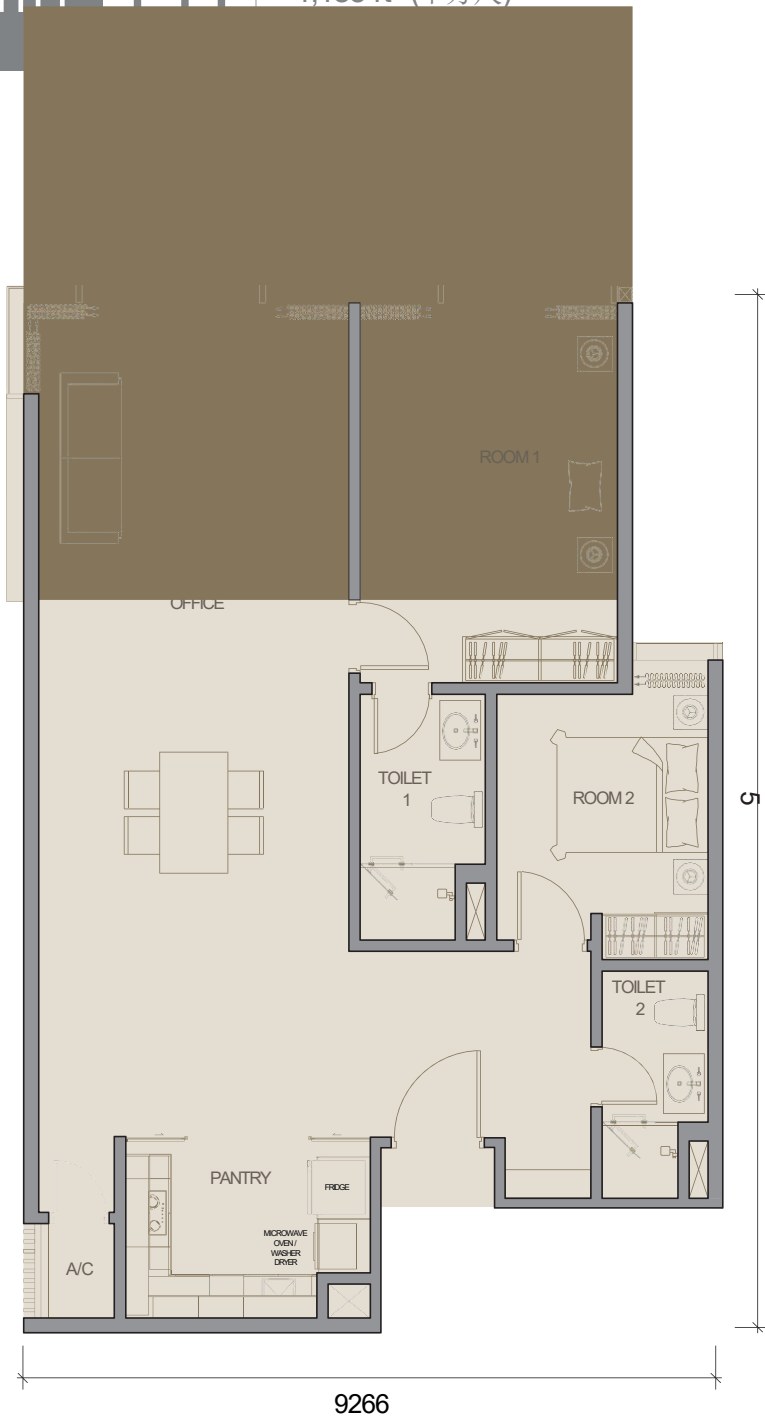 ROOM 1
OFFICE
TOILET
1
ROOM 2
5
TOILET
2
PANTRY
FRIDGE
MICROWAVE
OVEN /
WASHER
DRYER
A/C
9266